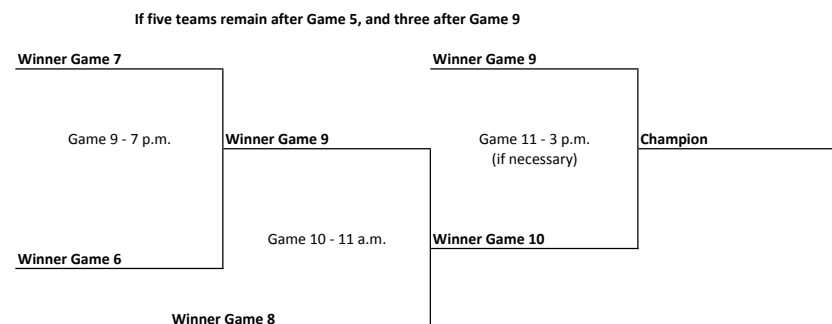 If five teams remain after Game 5, and three after Game 9
Winner Game 7
Winner Game 9
Game 9 - 7 p.m.
Winner Game 9
Game 11 - 3 p.m.
(if necessary)
Champion
Game 10 - 11 a.m.
Winner Game 10
Winner Game 6
Winner Game 8